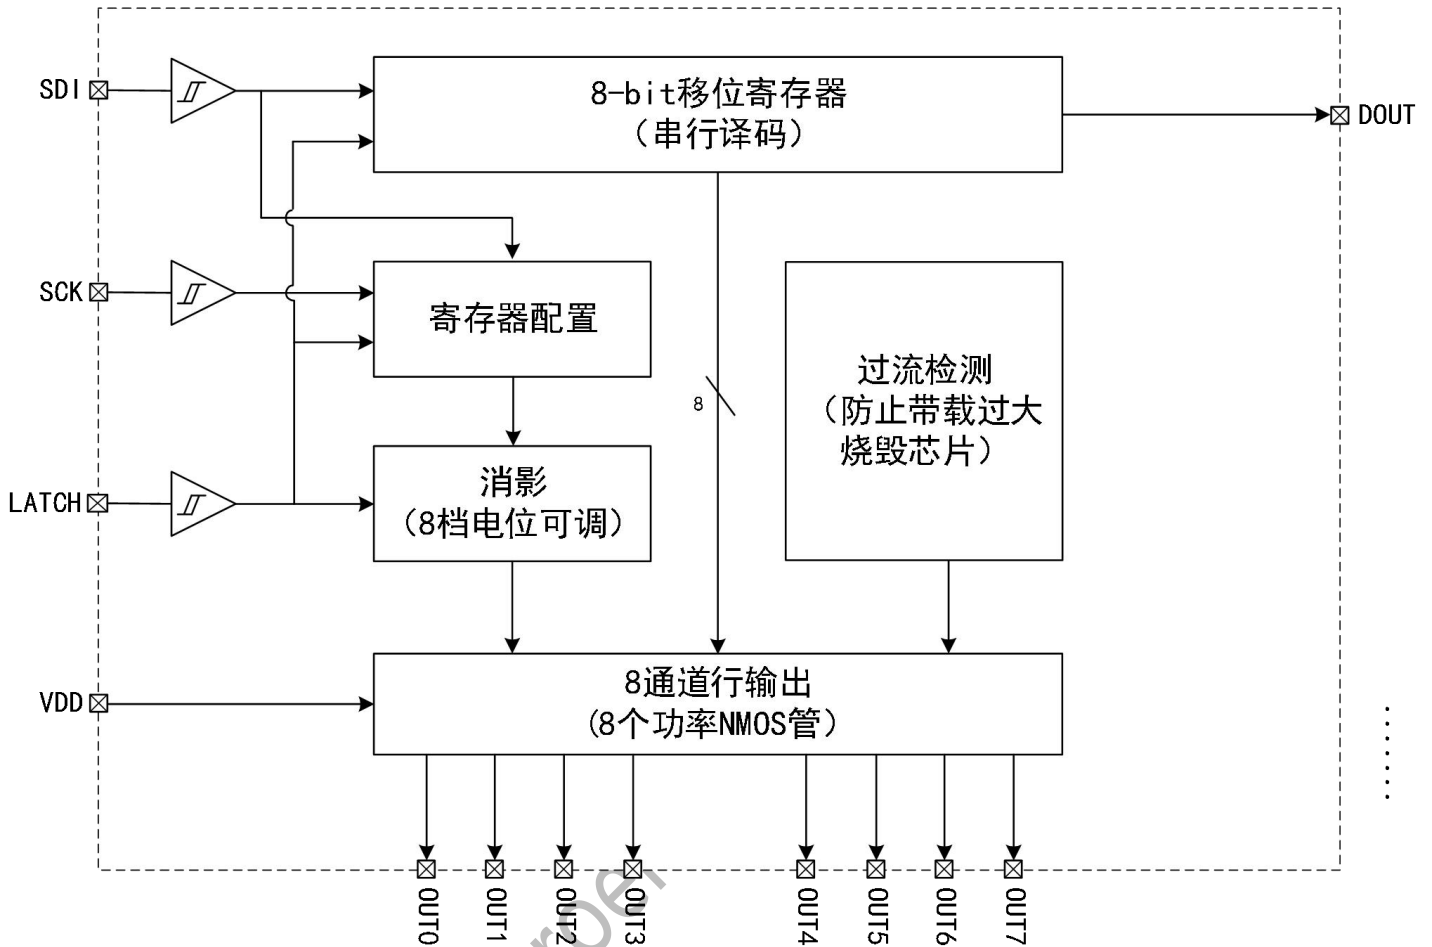 SDI
8-bit移位寄存器
（串行译码）
DOUT
SCK
寄存器配置
过流检测
（防止带载过大
烧毁芯片）
8
LATCH
消影
（8档电位可调）
VDD
8通道行输出
(8个功率NMOS管）
OUT0
OUT1
OUT2
OUT3
OUT4
OUT5
OUT6
OUT7